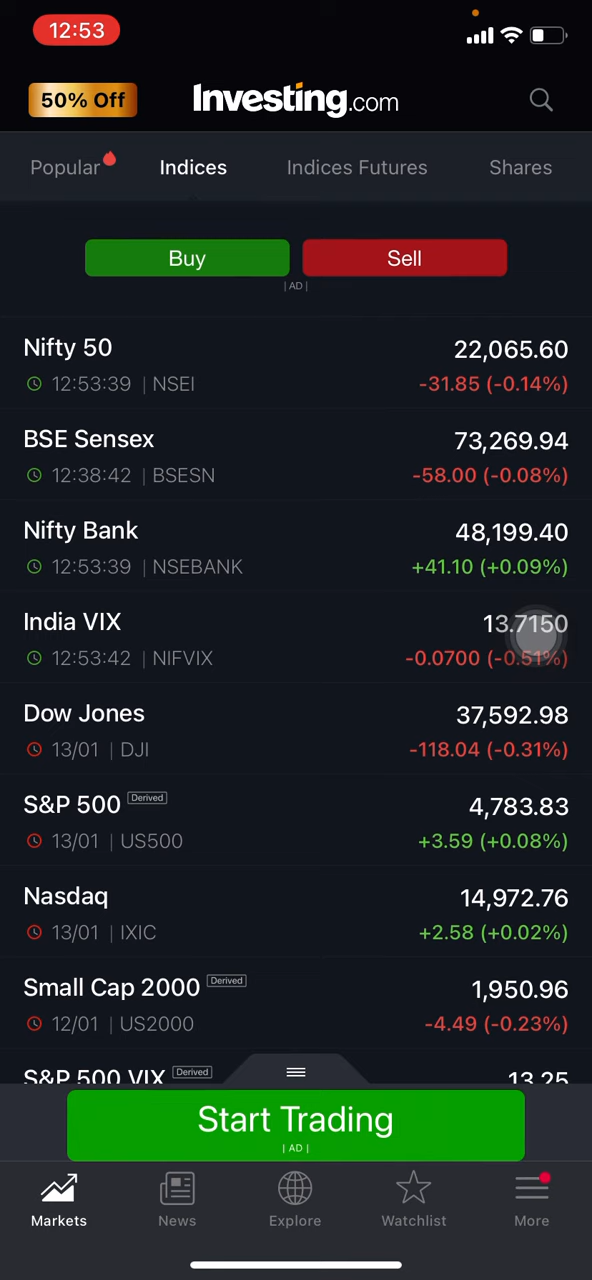 12:53
50% Off
Investing.com
Popular Indices Indices Futures Shares
Buy Sell
| AD |
Nifty 50 22,065.60
12:53:39 | NSEI -31.85 (-0.14%)
BSE Sensex 73,269.94
12:38:42 | BSESN -58.00 (-0.08%)
Nifty Bank 48,199.40
12:53:39 | NSEBANK +41.10 (+0.09%)
India VIX 13.7150
12:53:42 | NIFVIX -0.0700 (-0.51%)
Dow Jones 37,592.98
13/01 | DJI -118.04 (-0.31%)
S&P 500 Derived 4,783.83
13/01 | US500 +3.59 (+0.08%)
Nasdaq 14,972.76
13/01 | IXIC +2.58 (+0.02%)
Small Cap 2000 Derived 1,950.96
12/01 | US2000 -4.49 (-0.23%)
S&P 500 VIX Derived 13.25
Start Trading
| AD |
Markets News Explore Watchlist More